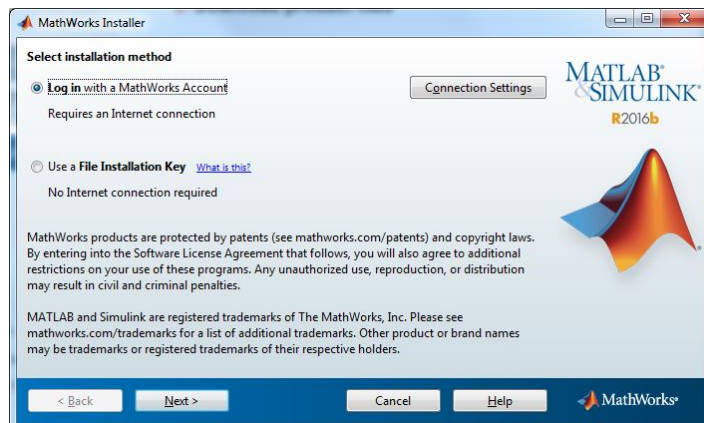 MathWorks Installer
Select installation method
Log in with a MathWorks Account
Connection Settings
Requires an Internet connection
Use a File Installation Key What is this?
No Internet connection required
MATLAB®
&SIMULINK®
R2016b
MathWorks products are protected by patents (see mathworks.com/patents) and copyright laws.
By entering into the Software License Agreement that follows, you will also agree to additional
restrictions on your use of these programs. Any unauthorized use, reproduction, or distribution
may result in civil and criminal penalties.
MATLAB and Simulink are registered trademarks of The MathWorks, Inc. Please see
mathworks.com/trademarks for a list of additional trademarks. Other product or brand names
may be trademarks or registered trademarks of their respective holders.
< Back
Next >
Cancel
Help
MathWorks®